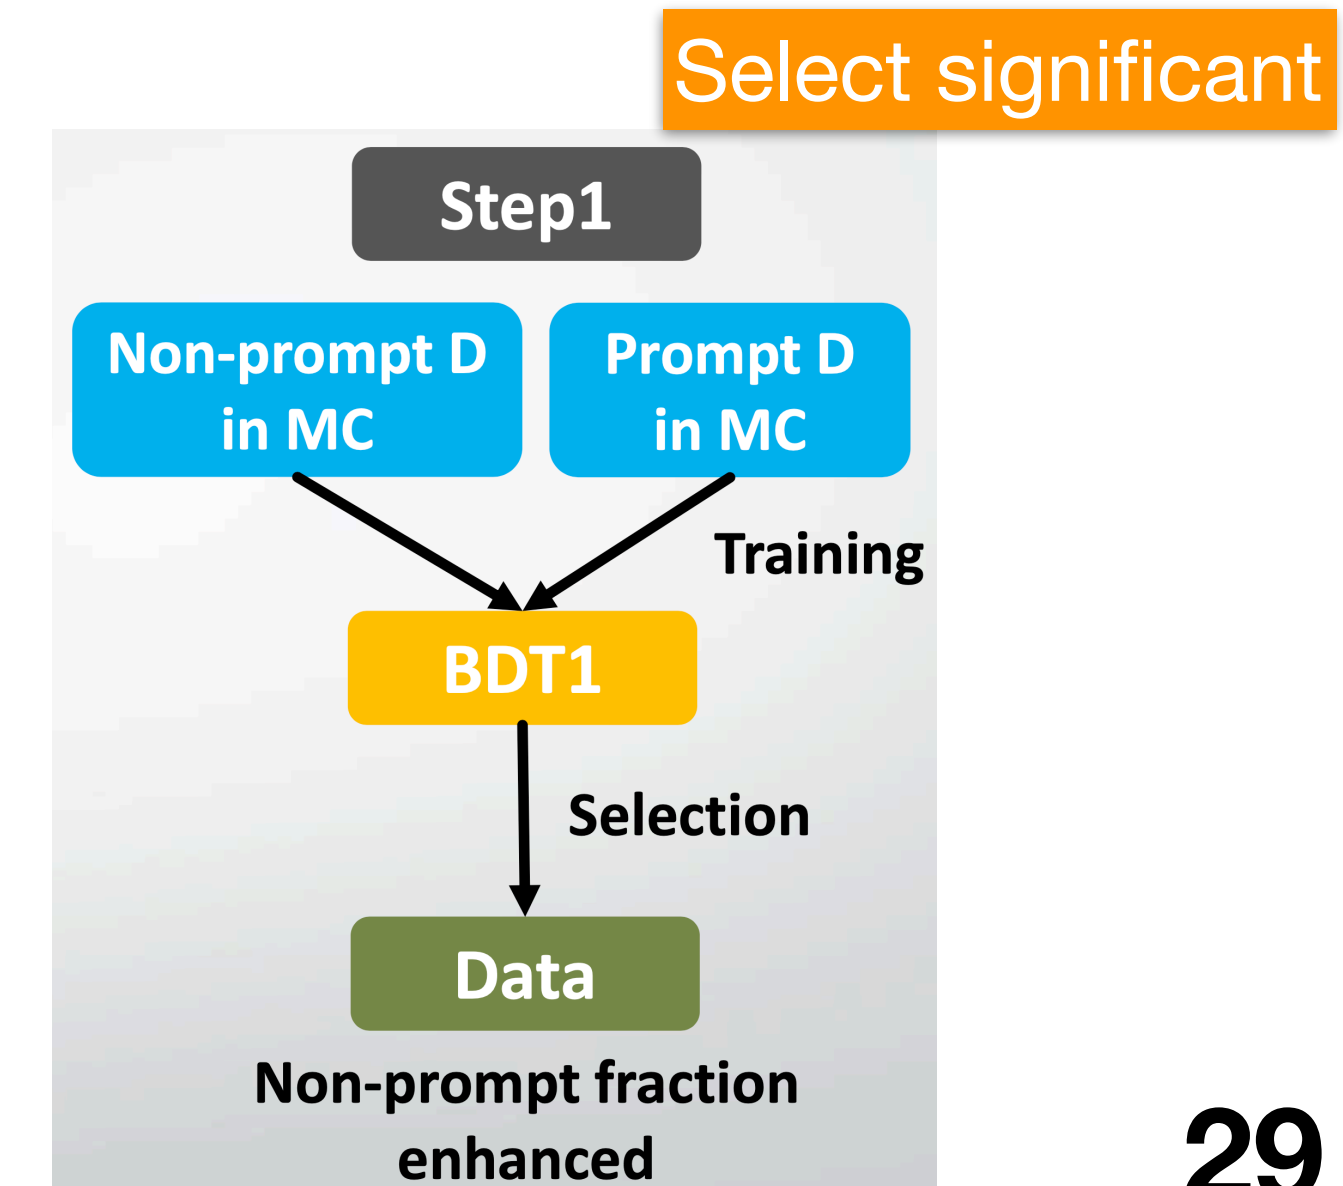 Select significant
Step1
Non-prompt D
in MC
Prompt D
in MC
Training
BDT1
Selection
Data
Non-prompt fraction
enhanced
29